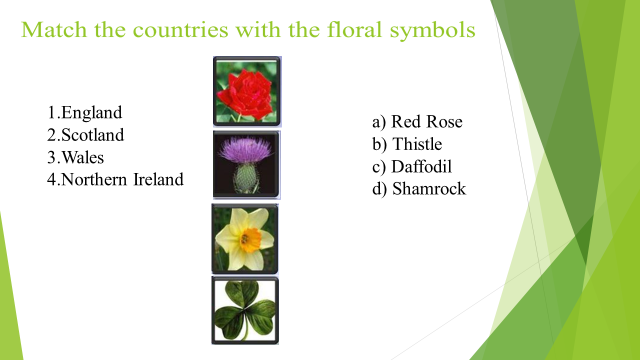 Match the countries with the floral symbols
1.England
2.Scotland
3.Wales
4.Northern Ireland
a) Red Rose
b) Thistle
c) Daffodil
d) Shamrock